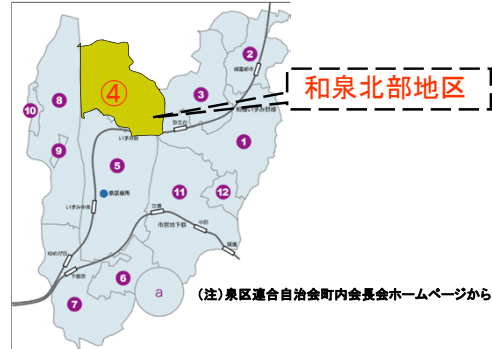 ②
緑園都市
④
和泉北部地区
③
⑧
⑩
相鉄いずみ野線
弥生台
いずみ野
①
⑨
⑤
泉区役所
⑪
⑫
いずみ中央
立場
中田
市営地下鉄
踊場
ゆめが丘
下飯田
⑥
a
(注)泉区連合自治会町内会長会ホームページから
⑦